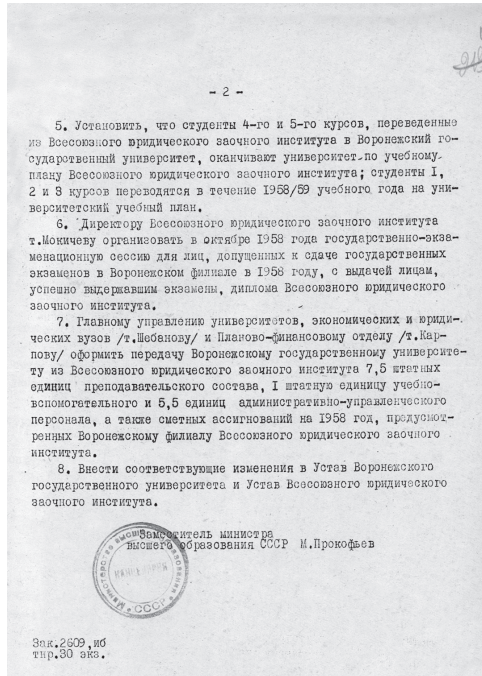 - 2 -
5. Установить, что студенты 4-го и 5-го курсов, переведенные
из Всесоюзного юридического заочного института в Воронежский го-
сударственный университет, оканчивают университет по учебному
плану Всесоюзного юридического заочного института; студенты I,
2 и 3 курсов переводятся в течение 1958/59 учебного года на уни-
верситетский учебный план.
6. Директору Всесоюзного юридического заочного института
т.Мокичеву организовать в октябре 1958 года государственно-экза-
менационную сессию для лиц, допущенных к сдаче государственных
экзаменов в Воронежском филиале в 1958 году, с выдачей лицам,
успешно выдержавшим экзамены, диплома Всесоюзного юридического
заочного института.
7. Главному управлению университетов, экономических и юриди-
ческих вузов /т.Шебанову/ и Планово-финансовому отделу /т.Кар-
пову/ оформить передачу Воронежскому государственному университе-
ту из Всесоюзного юридического заочного института 7,5 штатных
единиц преподавательского состава, I штатную единицу учебно-
вспомогательного и 5,5 единиц административно-управленческого
персонала, а также сметных ассигнований на 1958 год, предусмот-
ренных Воронежскому филиалу Всесоюзного юридического заочного
института.
8. Внести соответствующие изменения в Устав Воронежского
государственного университета и Устав Всесоюзного юридического
заочного института.
Заместитель министра
высшего образования СССР М.Прокофьев
Министерство высшего образования
КАНЦЕЛЯРИЯ
* СССР *
Зак.2609,иб
тир.30 экз.